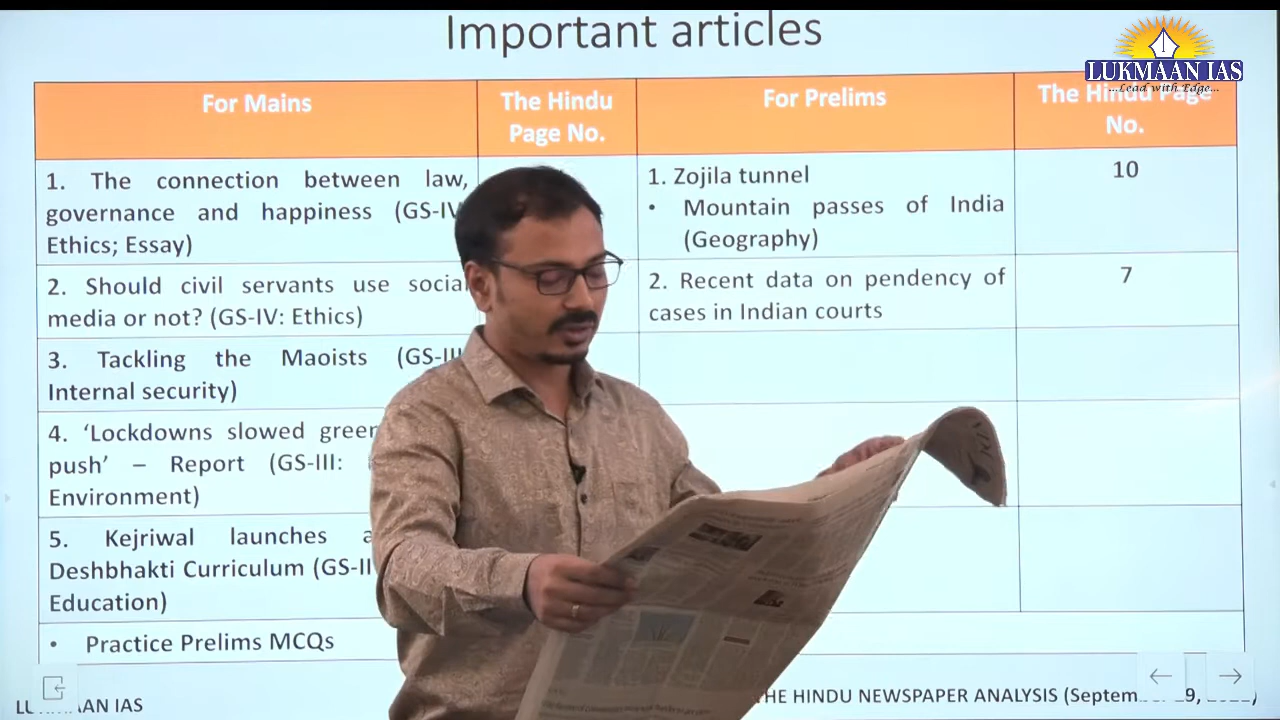 Important articles
LUKMAAN IAS
...Lead with Edge...
For Mains
The Hindu
Page No.
For Prelims
The Hindu Page
No.
1. The connection between law,
governance and happiness (GS-IV
Ethics; Essay)
1. Zojila tunnel
• Mountain passes of India
(Geography)
10
2. Should civil servants use social
media or not? (GS-IV: Ethics)
2. Recent data on pendency of
cases in Indian courts
7
3. Tackling the Maoists (GS-III
Internal security)
4. ‘Lockdowns slowed green
push’ – Report (GS-III:
Environment)
5. Kejriwal launches
Deshbhakti Curriculum (GS-II
Education)
• Practice Prelims MCQs
IAS
HE HINDU NEWSPAPER ANALYSIS